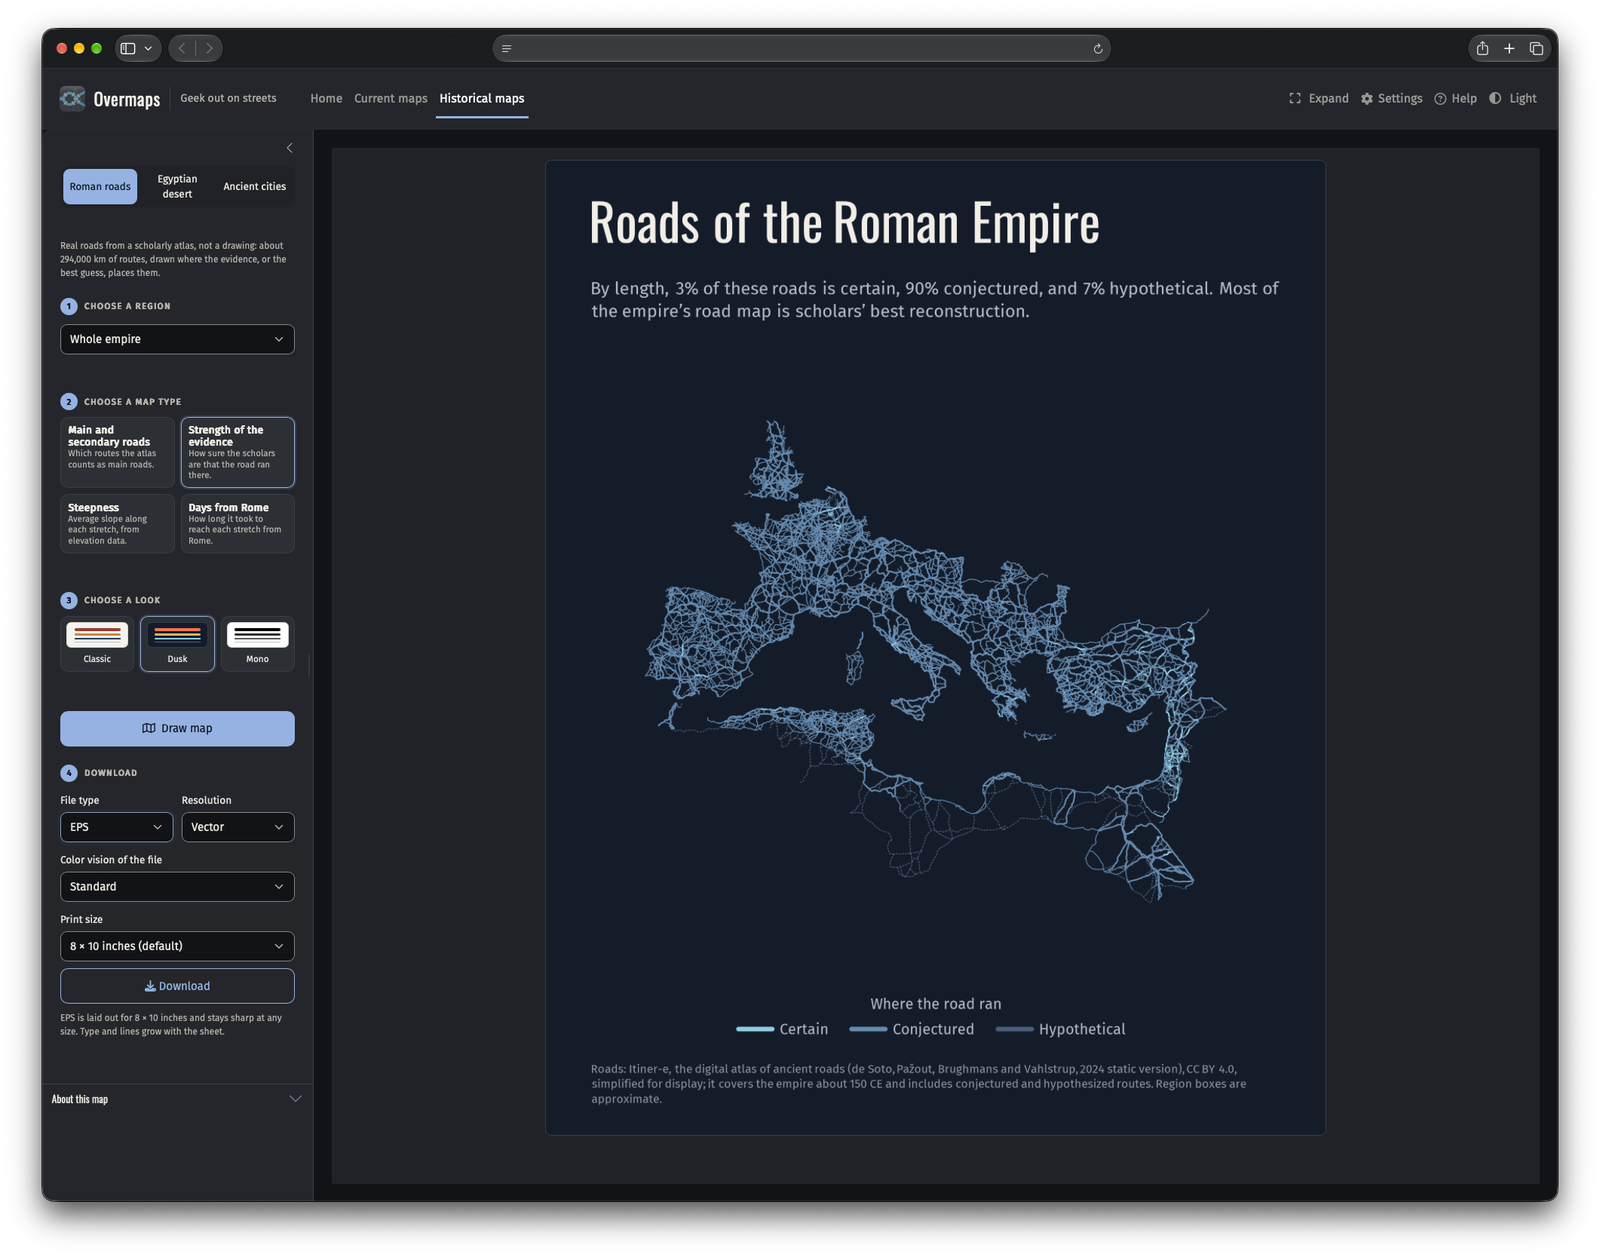 Overmaps
Geek out on streets
Home
Current maps
Historical maps
Expand
Settings
Help
Light
Roman roads
Egyptian
desert
Ancient cities
Real roads from a scholarly atlas, not a drawing: about
294,000 km of routes, drawn where the evidence, or the
best guess, places them.
1 CHOOSE A REGION
Whole empire
2 CHOOSE A MAP TYPE
Main and
secondary roads
Which routes the atlas
counts as main roads.
Strength of the
evidence
How sure the scholars
are that the road ran
there.
Steepness
Average slope along
each stretch, from
elevation data.
Days from Rome
How long it took to
reach each stretch from
Rome.
3 CHOOSE A LOOK
Classic
Dusk
Mono
Draw map
4 DOWNLOAD
File type
Resolution
EPS
Vector
Color vision of the file
Standard
Print size
8 × 10 inches (default)
Download
EPS is laid out for 8 × 10 inches and stays sharp at any
size. Type and lines grow with the sheet.
About this map
Roads of the Roman Empire
By length, 3% of these roads is certain, 90% conjectured, and 7% hypothetical. Most of
the empire’s road map is scholars’ best reconstruction.
Where the road ran
Certain
Conjectured
Hypothetical
Roads: Itiner-e, the digital atlas of ancient roads (de Soto, Pažout, Brughmans and Vahlstrup, 2024 static version), CC BY 4.0,
simplified for display; it covers the empire about 150 CE and includes conjectured and hypothesized routes. Region boxes are
approximate.